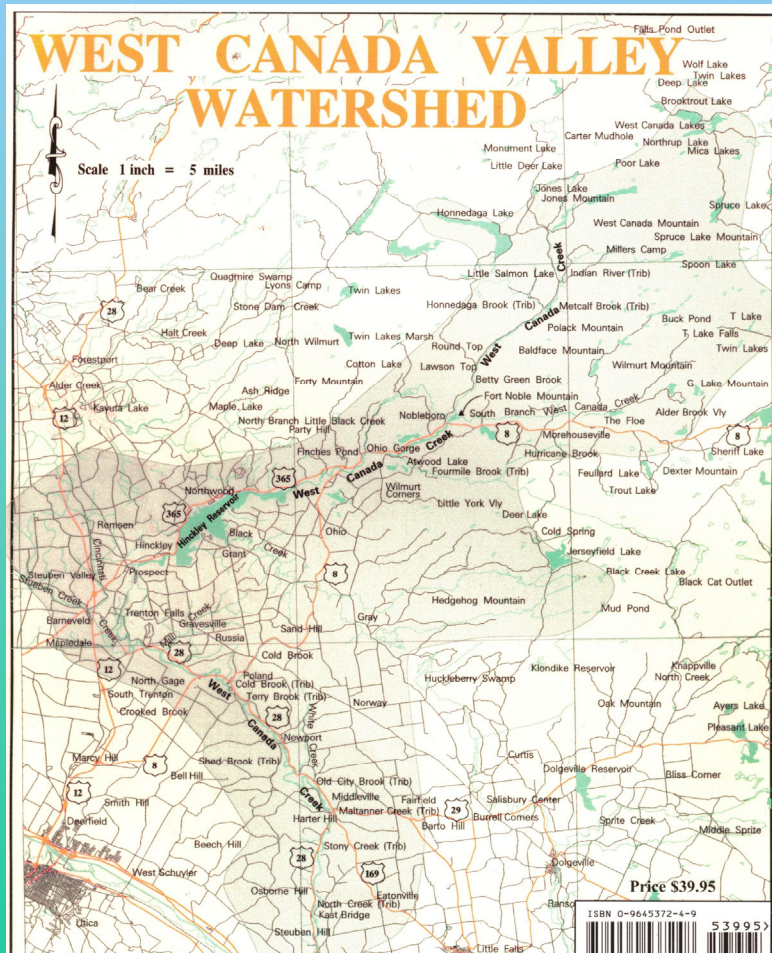 Falls Pond Outlet
WEST CANADA VALLEY
WATERSHED
Wolf Lake
Twin Lakes
Deep Lake
Brooktrout Lake
Scale 1 inch = 5 miles
West Canada Lakes
Carter Mudhole
Northrup Lake
Monument Lake
Mica Lakes
Little Deer Lake
Poor Lake
Jones Lake
Jones Mountain
Honnedaga Lake
Spruce Lake
West Canada Mountain
Spruce Lake Mountain
Millers Camp
Creek
Spoon Lake
Little Salmon Lake
Indian River (Trib)
Quagmire Swamp
Lyons Camp
Bear Creek
Twin Lakes
28
Stone Dam Creek
Honnedaga Brook (Trib)
Metcalf Brook (Trib)
Canada
Buck Pond
T Lake
Polack Mountain
Halt Creek
Deep Lake
North Wilmurt
Twin Lakes Marsh
T Lake Falls
Round Top
West
Baldface Mountain
Twin Lakes
Forestport
Cotton Lake
Lawson Top
Wilmurt Mountain
Alder Creek
Forty Mountain
Betty Green Brook
G Lake Mountain
Ash Ridge
Fort Noble Mountain
Kayuta Lake
Maple Lake
12
North Branch Little Black Creek
Nobleboro
South Branch West Canada Creek
Alder Brook Vly
Party Hill
The Floe
8
Morehouseville
8
Finches Pond
Ohio Gorge
Creek
Hurricane Brook
Sheriff Lake
Atwood Lake
Fourmile Brook (Trib)
365
Canada
Feullard Lake
Dexter Mountain
Northwood
West
Wilmurt
Corners
Trout Lake
365
Little York Vly
Hinckley Reservoir
Deer Lake
Remsen
Black
Creek
Ohio
Cold Spring
Cincinnati
Creek
Hinckley
Grant
Jerseyfield Lake
Steuben Valley
Prospect
8
Black Creek Lake
Black Cat Outlet
Stueben Creek
Hedgehog Mountain
Mud Pond
Trenton Falls
Barneveld
Gravesville
Mill Creek
Gray
Sand Hill
Russia
Mapledale
28
Cold Brook
12
Klondike Reservoir
Knappville
North Gage
Poland
Huckleberry Swamp
North Creek
Cold Brook (Trib)
West
South Trenton
Terry Brook (Trib)
Norway
Oak Mountain
Ayers Lake
Crooked Brook
28
White Creek
Pleasant Lake
Canada
Newport
Marcy Hill
Shed Brook (Trib)
Curtis
8
Dolgeville Reservoir
Bell Hill
Bliss Corner
Old City Brook (Trib)
12
Creek
Middleville
Smith Hill
Fairfield
Salisbury Center
Maltanner Creek (Trib)
29
Deerfield
Harter Hill
Barto Hill
Burrell Corners
Sprite Creek
Middle Sprite
Beech Hill
Stony Creek (Trib)
28
Dolgeville
West Schuyler
169
Price $39.95
Osborne Hill
Eatonville
North Creek (Trib)
Utica
Kast Bridge
ISBN 0-9645372-4-9
53995>
Steuben Hill
Little Falls